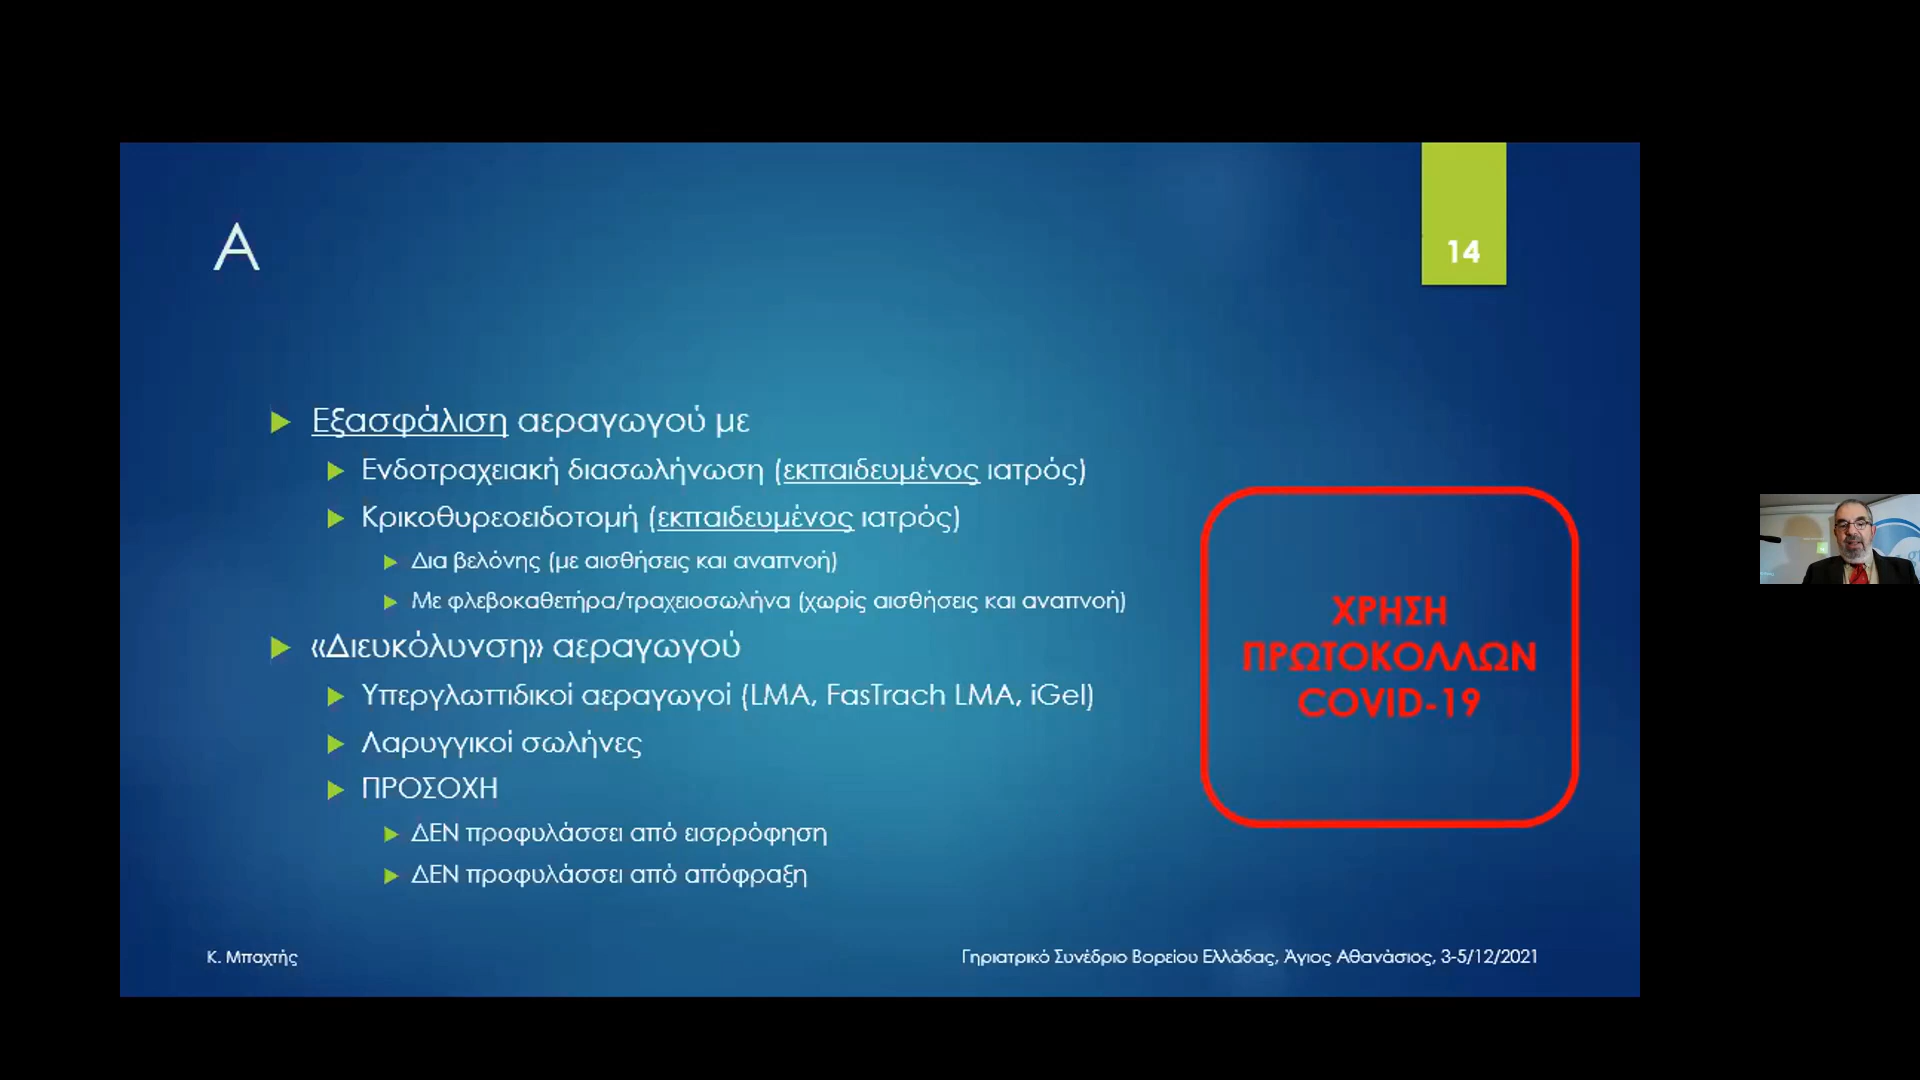 Α
14
Εξασφάλιση αεραγωγού με
Ενδοτραχειακή διασωλήνωση (εκπαιδευμένος ιατρός)
Κρικοθυρεοειδοτομή (εκπαιδευμένος ιατρός)
Δια βελόνης (με αισθήσεις και αναπνοή)
Με φλεβοκαθετήρα/τραχειοσωλήνα (χωρίς αισθήσεις και αναπνοή)
«Διευκόλυνση» αεραγωγού
Υπεργλωττιδικοί αεραγωγοί (LMA, FasTrach LMA, iGel)
Λαρυγγικοί σωλήνες
ΠΡΟΣΟΧΗ
ΔΕΝ προφυλάσσει από εισρρόφηση
ΔΕΝ προφυλάσσει από απόφραξη
ΧΡΗΣΗ
ΠΡΩΤΟΚΟΛΛΩΝ
COVID-19
Κ. Μπαχτής
Γηριατρικό Συνέδριο Βορείου Ελλάδας, Άγιος Αθανάσιος, 3-5/12/2021